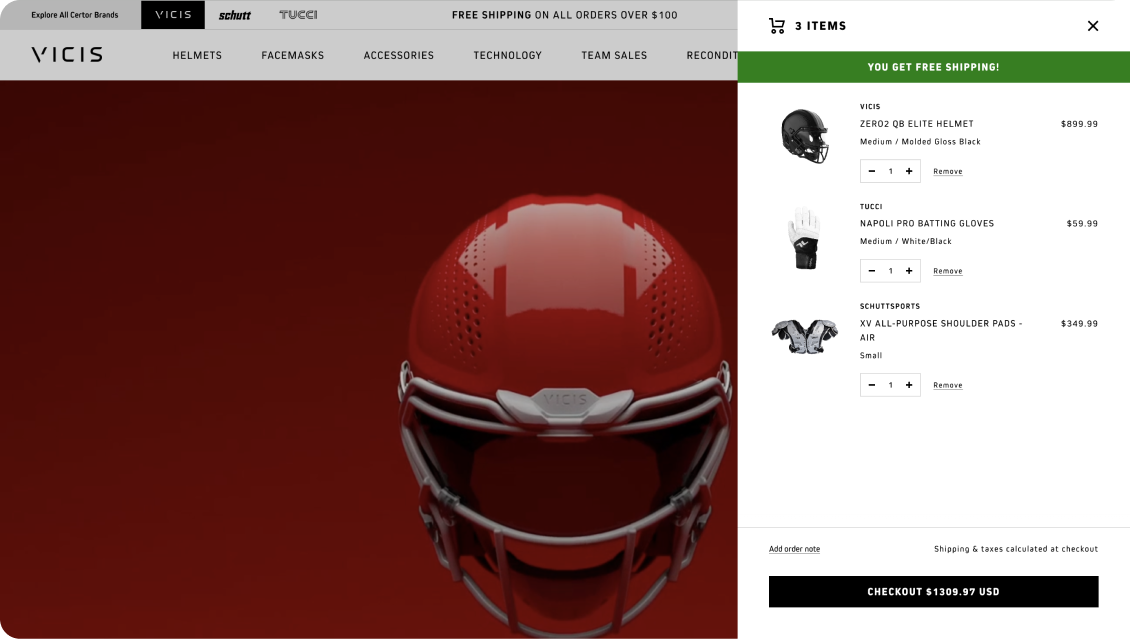 Explore All Certor Brands
VICIS
schutt
TUCCI
FREE SHIPPING ON ALL ORDERS OVER $100
VICIS
HELMETS
FACEMASKS
ACCESSORIES
TECHNOLOGY
TEAM SALES
RECONDIT
VICIS
3 ITEMS
YOU GET FREE SHIPPING!
VICIS
ZERO2 QB ELITE HELMET
$899.99
Medium / Molded Gloss Black
1
Remove
TUCCI
NAPOLI PRO BATTING GLOVES
$59.99
Medium / White/Black
1
Remove
SCHUTTSPORTS
XV ALL-PURPOSE SHOULDER PADS -
AIR
$349.99
Small
1
Remove
Add order note
Shipping & taxes calculated at checkout
CHECKOUT $1309.97 USD